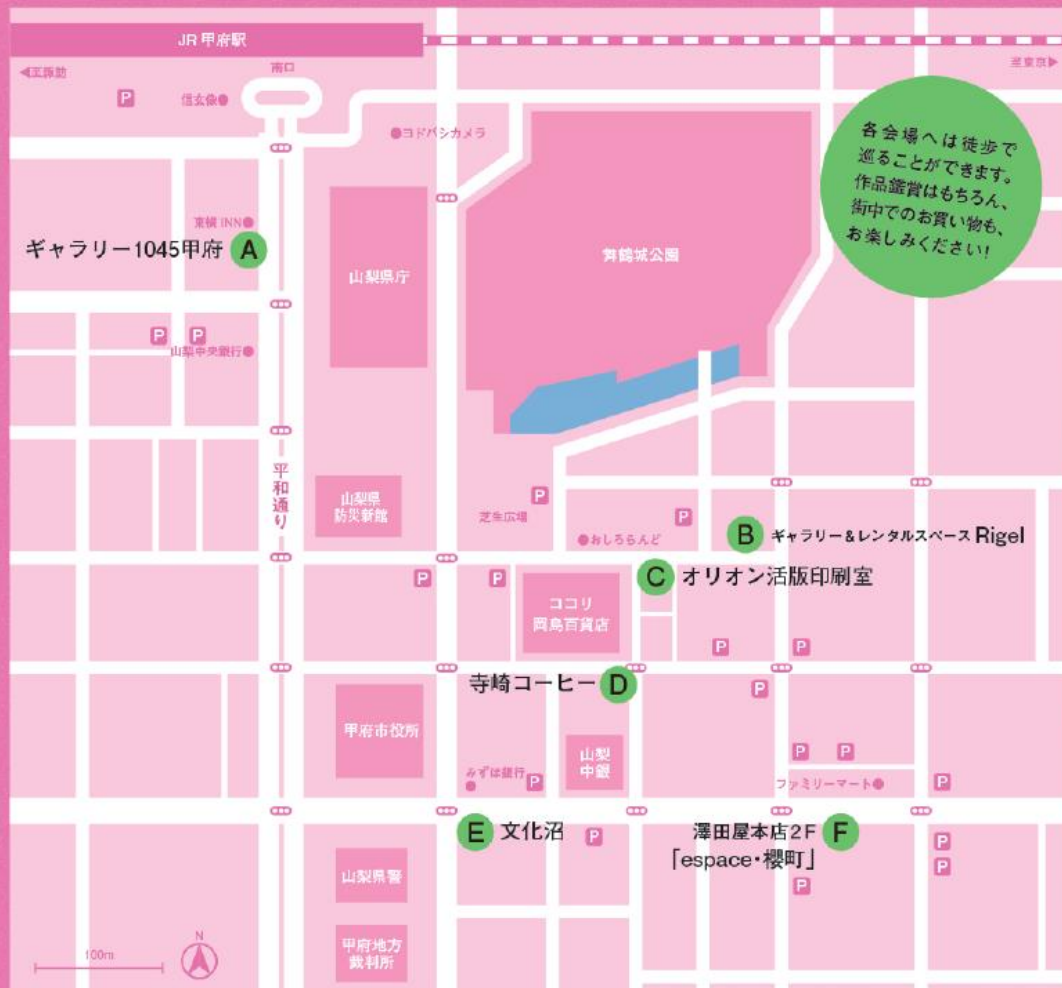 JR 甲府駅
◀至諏訪
南口
至東京▶
P
信玄像●
●ヨドバシカメラ
各会場へは徒歩で
巡ることができます。
作品鑑賞はもちろん、
街中でのお買い物も、
お楽しみください!
東横 INN●
ギャラリー1045甲府 A
山梨県庁
舞鶴城公園
P P
山梨中央銀行●
平和通り
山梨県
防災新館
芝生広場
P
P
●おしろらんど
B ギャラリー&レンタルスペース Rigel
P P
C オリオン活版印刷室
ココリ
岡島百貨店
P P
寺崎コーヒー D
P
甲府市役所
山梨
中銀
みずほ銀行
●
P
P P
ファミリーマート●
P
E 文化沼
P
澤田屋本店2F F
「espace・櫻町」
P
P
P
山梨県警
甲府地方
裁判所
100m
N